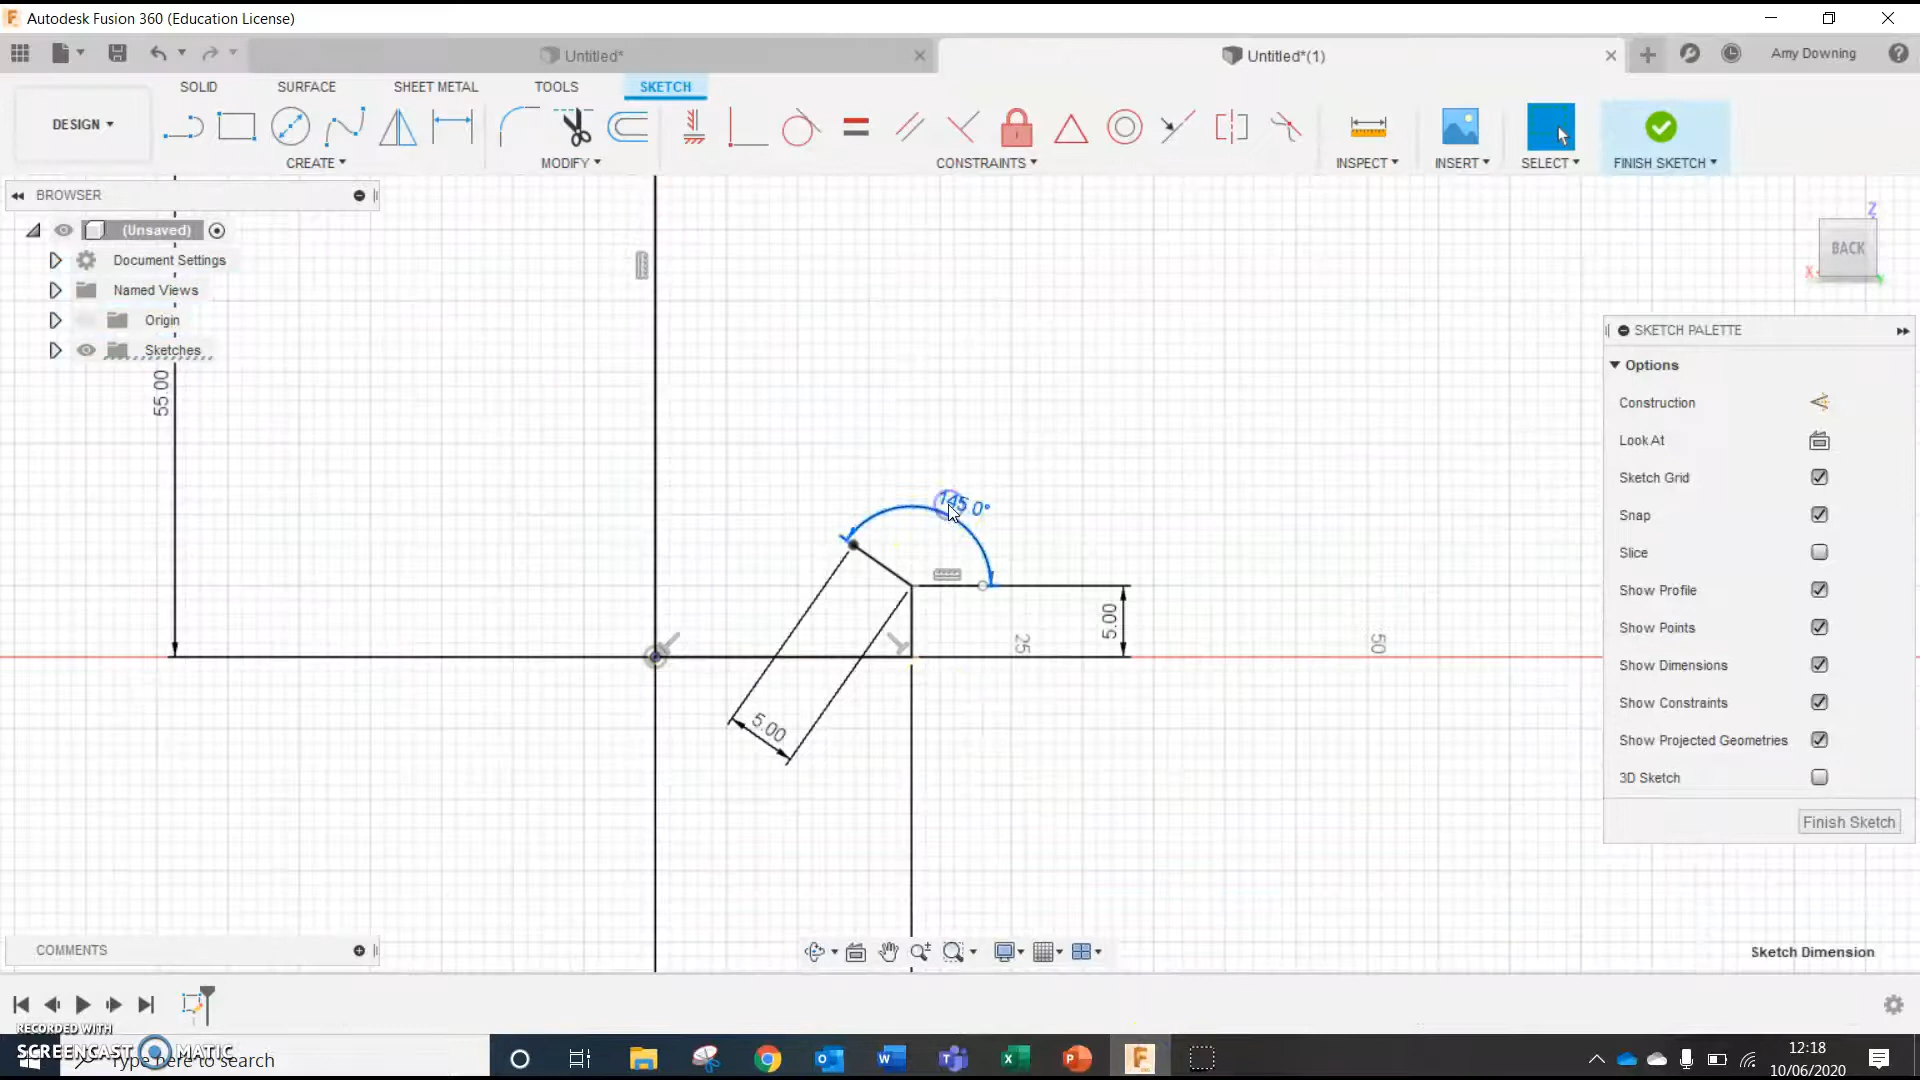 Autodesk Fusion 360 (Education License)
Untitled*
Untitled*(1)
Amy Downing
SOLID
SURFACE
SHEET METAL
TOOLS
SKETCH
DESIGN
CREATE
MODIFY
CONSTRAINTS
INSPECT
INSERT
SELECT
FINISH SKETCH
BROWSER
(Unsaved)
Document Settings
Named Views
Origin
Sketches
Z
BACK
X
SKETCH PALETTE
Options
Construction
Look At
Sketch Grid
Snap
Slice
Show Profile
Show Points
Show Dimensions
Show Constraints
Show Projected Geometries
3D Sketch
Finish Sketch
55.00
145.0°
5.00
25
50
5.00
COMMENTS
Sketch Dimension
RECORDED WITH
SCREENCAST MATIC
Type here to search
12:18
10/06/2020